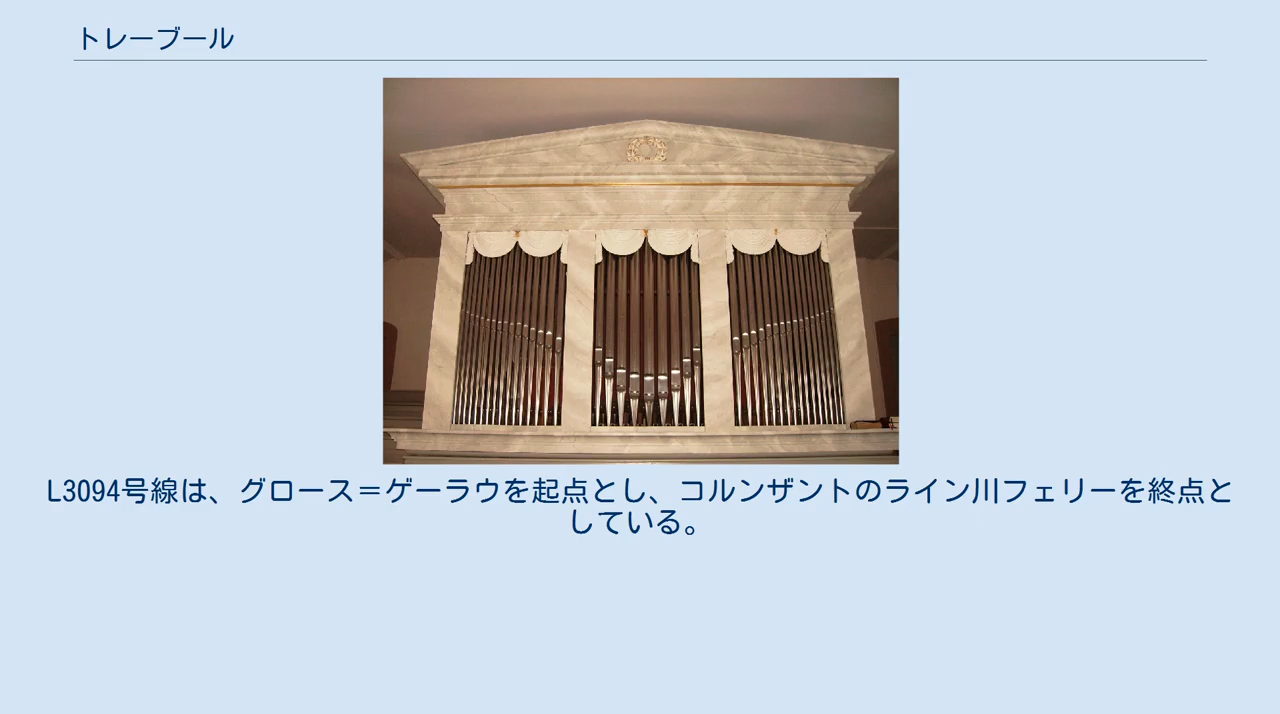 トレーブール
L3094号線は、グロース＝ゲーラウを起点とし、コルンザントのライン川フェリーを終点と
している。